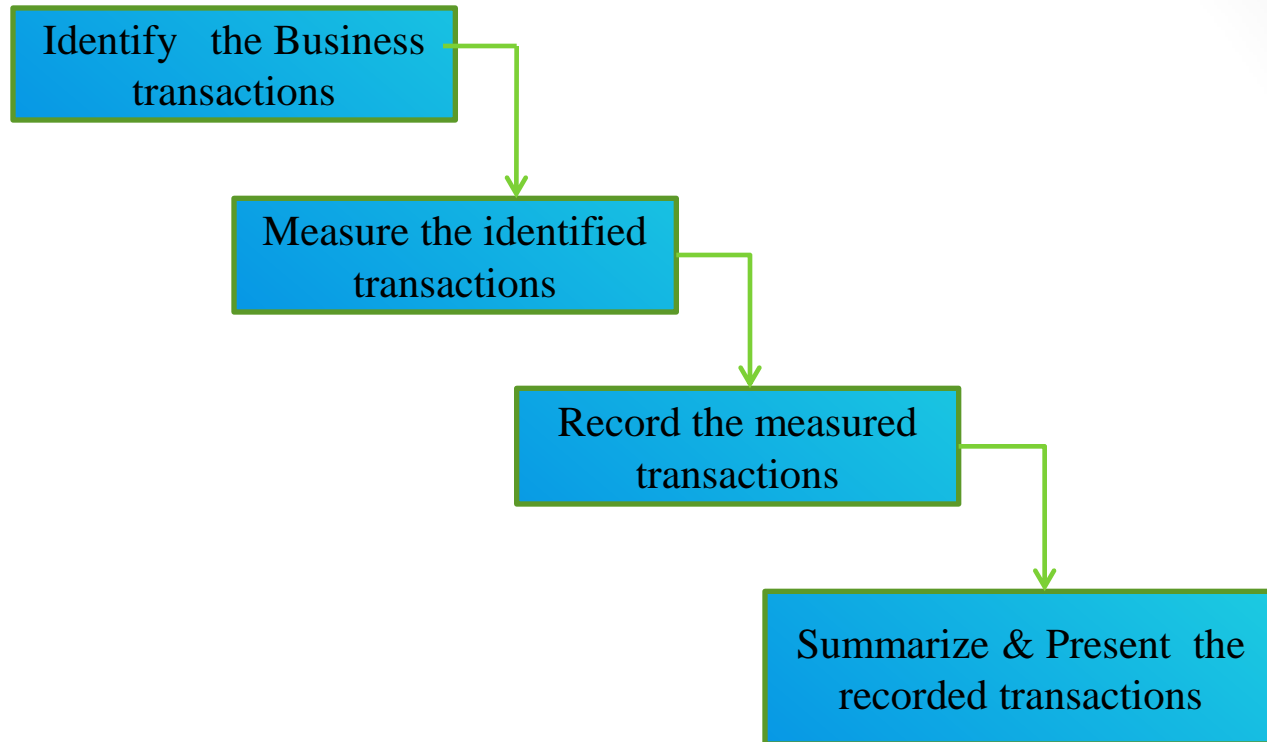 Identify   the Business
transactions
Measure the identified
transactions
Record the measured
transactions
Summarize & Present  the
recorded transactions